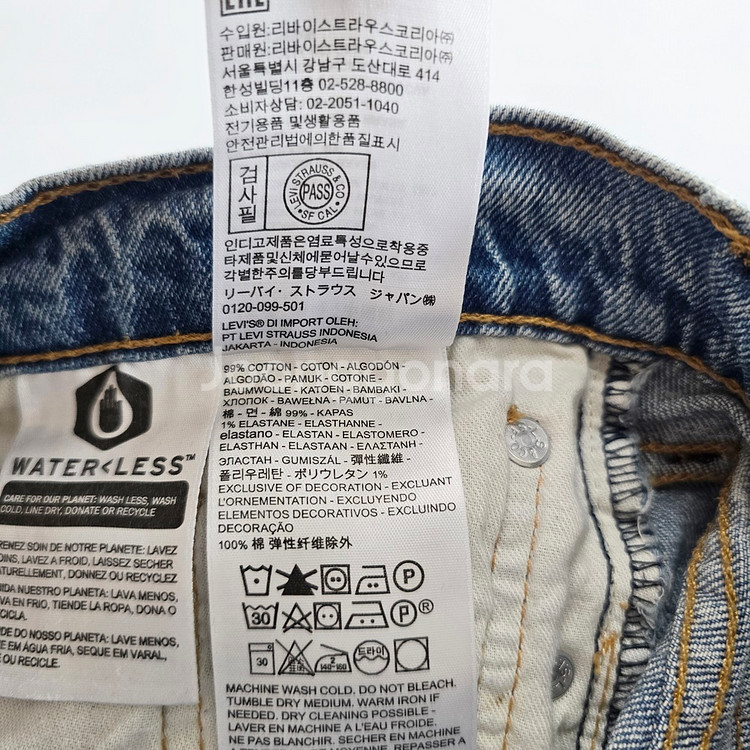 수입원:리바이스트라우스코리아㈜
판매원:리바이스트라우스코리아㈜
서울특별시 강남구 도산대로 414
한성빌딩11층 02-528-8800
소비자상담: 02-2051-1040
전기용품 및생활용품
안전관리법에의한품질표시
검사필
LEVI STRAUSS & CO
PASS
SF CAL.
인디고제품은염료특성으로착용중
타제품및신체에묻어날수있으므로
각별한주의를당부드립니다
リーバイ・ストラウス ジャパン㈱
0120-099-501
LEVI'S® DI IMPORT OLEH:
PT LEVI STRAUSS INDONESIA
JAKARTA - INDONESIA
99% COTTON - COTON - ALGODÓN -
ALGODÃO - PAMUK - COTONE -
BAUMWOLLE - KATOEN - BAMBAKI -
ХЛОПОК - BAWEŁNA - PAMUT - BAVLNA -
棉 - 면 - 綿 99% - KAPAS
1% ELASTANE - ELASTHANNE -
elastano - ELASTAN - ELASTOMERO -
ELASTHAN - ELASTAAN - ΕΛΑΣΤΑΝΗ -
ЭЛАСТАН - GUMISZÁL - 彈性纖維 -
폴리우레탄 - ポリウレタン 1%
EXCLUSIVE OF DECORATION - EXCLUANT
L'ORNEMENTATION - EXCLUYENDO
ELEMENTOS DECORATIVOS - EXCLUINDO
DECORAÇÃO
100% 棉 弹性纤维除外
P
30 P®
30 2 140-160 드라이
MACHINE WASH COLD. DO NOT BLEACH.
TUMBLE DRY MEDIUM. WARM IRON IF
NEEDED. DRY CLEANING POSSIBLE -
LAVER EN MACHINE A L'EAU FROIDE.
NE PAS BLANCHIR. SECHER EN MACHINE
MOYENNE. REPASSER A
WATER<LESS™
CARE FOR OUR PLANET: WASH LESS, WASH
COLD, LINE DRY, DONATE OR RECYCLE
PRENEZ SOIN DE NOTRE PLANETE: LAVEZ
MOINS, LAVEZ A FROID, LAISSEZ SECHER
NATURELLEMENT, DONNEZ OU RECYCLEZ
CUIDA NUESTRO PLANETA: LAVA MENOS,
LAVA EN FRIO, TIENDE LA ROPA, DONA O
RECICLA.
CUIDE DO NOSSO PLANETA: LAVE MENOS,
LAVE EM ÁGUA FRIA, SEQUE EM VARAL,
DOE OU RECICLE.